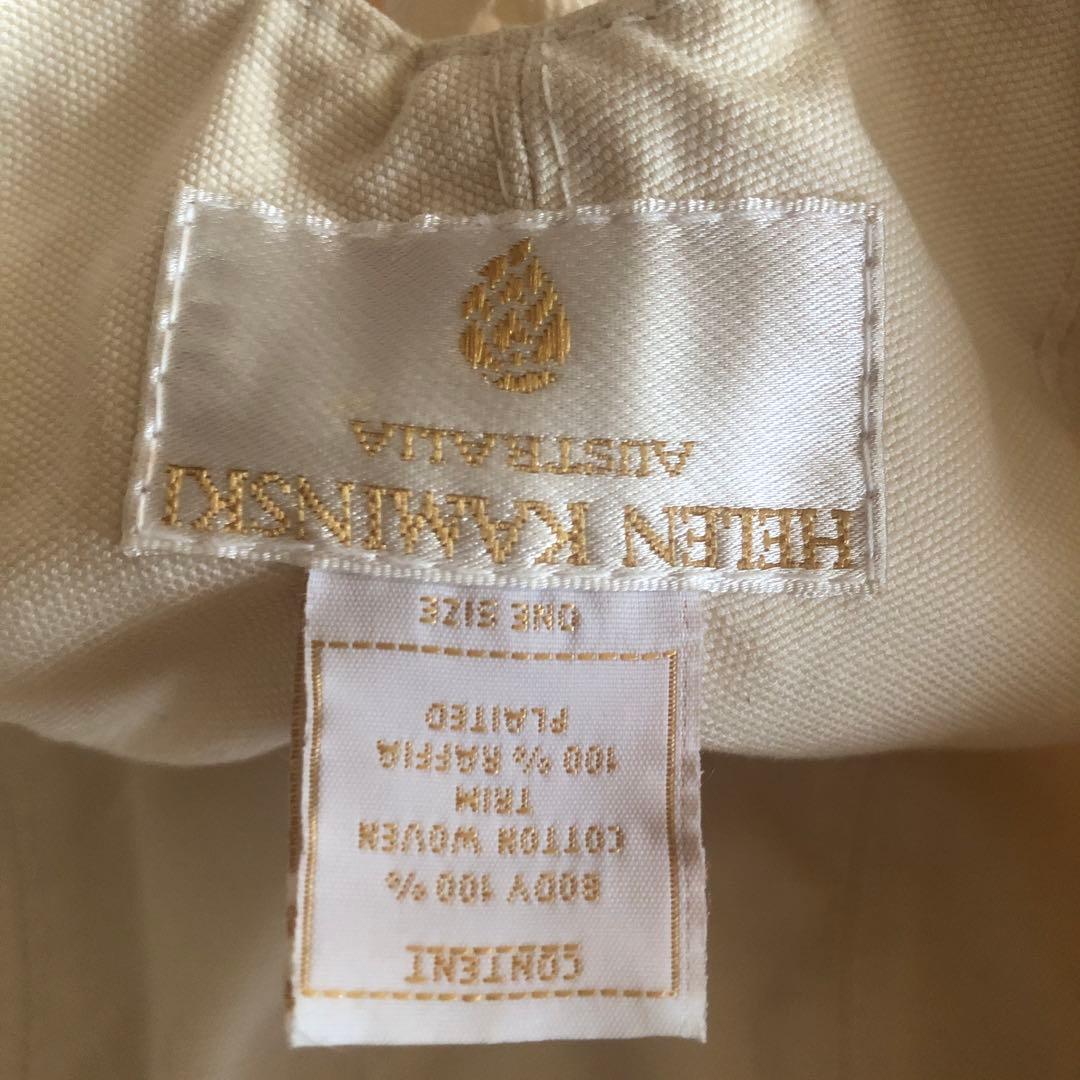 HELEN KAMINSKI
AUSTRALIA
CONTENT
BODY 100%
COTTON WOVEN
TRIM
100% RAFFIA
PLAITED
ONE SIZE